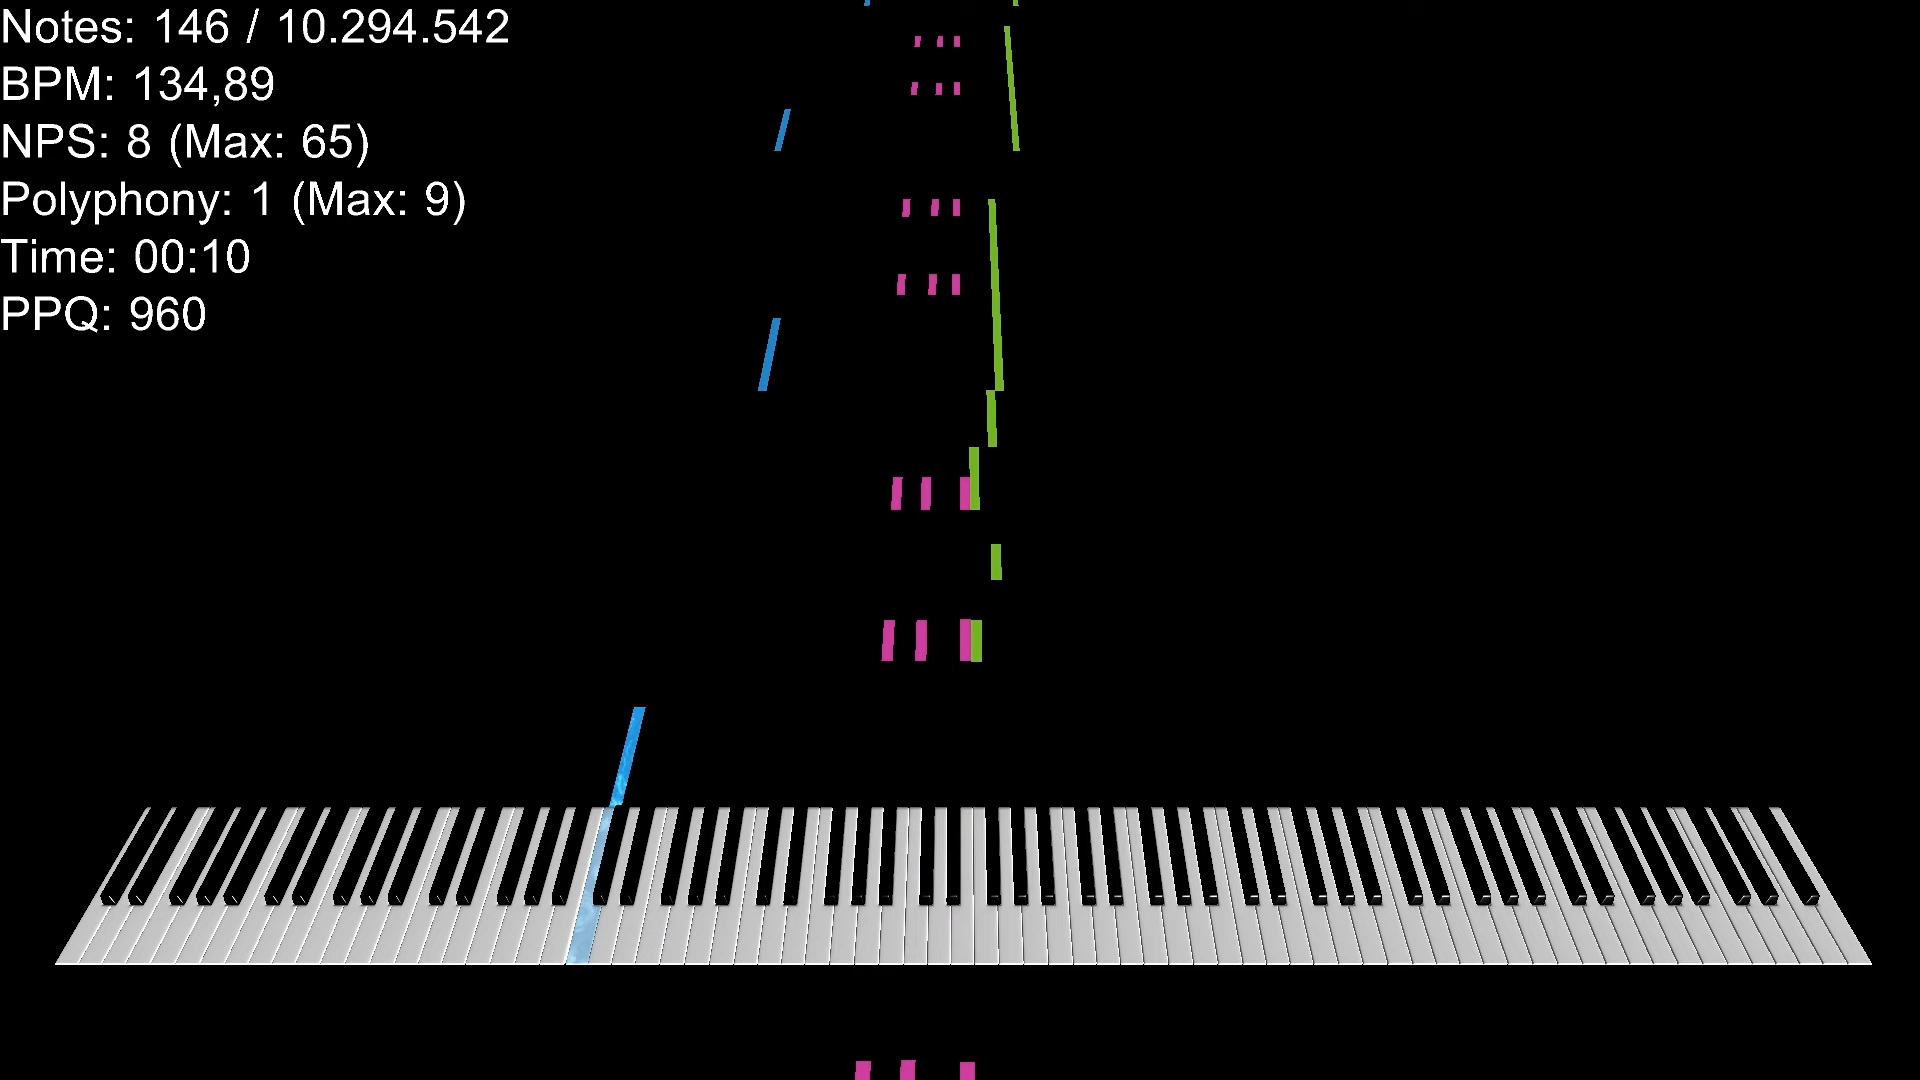 Notes: 146 / 10.294.542
BPM: 134,89
NPS: 8 (Max: 65)
Polyphony: 1 (Max: 9)
Time: 00:10
PPQ: 960